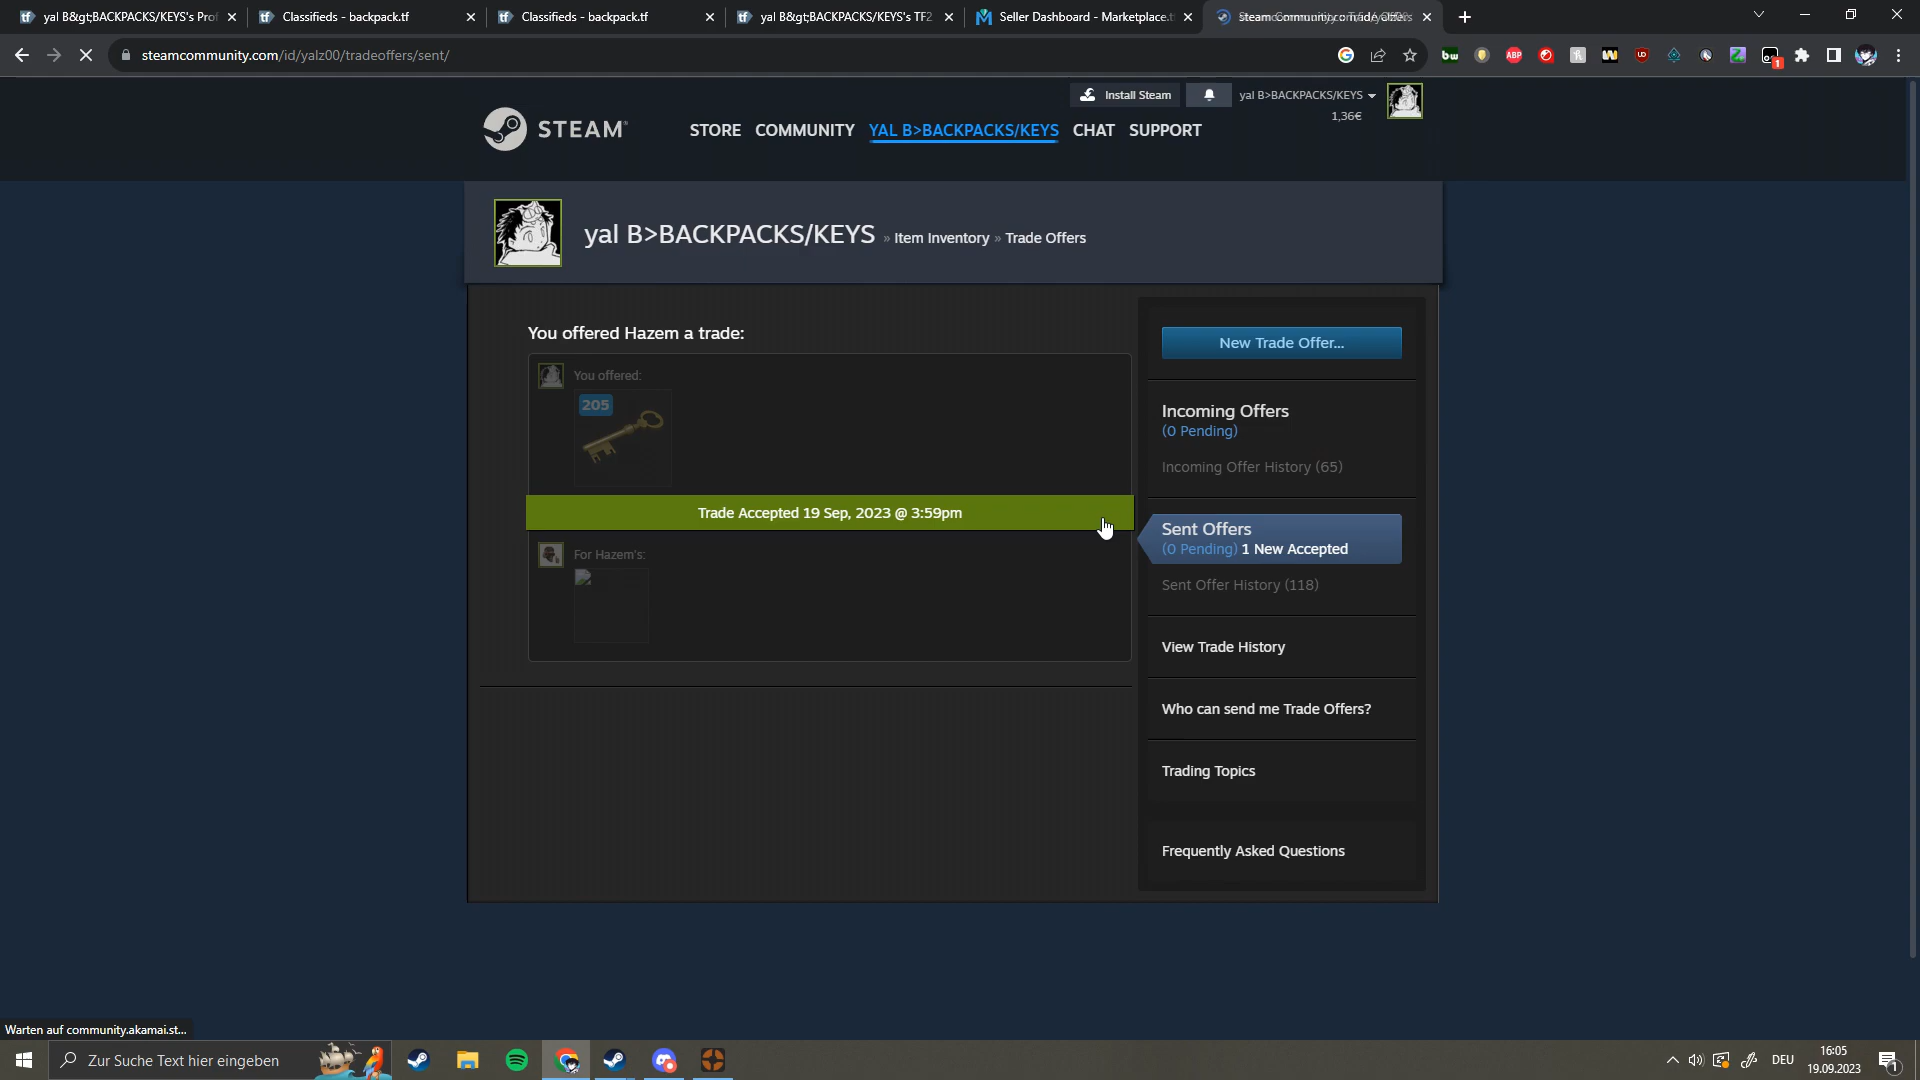 yal B&gt;BACKPACKS/KEYS's Prof
Classifieds - backpack.tf
Classifieds - backpack.tf
yal B&gt;BACKPACKS/KEYS's TF2
Seller Dashboard - Marketplace.t
steamcommunity.com/id/yalz00/tradeoffers/sent/
Install Steam
yal B>BACKPACKS/KEYS
1,36€
STEAM®
STORE COMMUNITY YAL B>BACKPACKS/KEYS CHAT SUPPORT
yal B>BACKPACKS/KEYS » Item Inventory » Trade Offers
You offered Hazem a trade:
You offered:
205
Trade Accepted 19 Sep, 2023 @ 3:59pm
For Hazem's:
New Trade Offer...
Incoming Offers
(0 Pending)
Incoming Offer History (65)
Sent Offers
(0 Pending) 1 New Accepted
Sent Offer History (118)
View Trade History
Who can send me Trade Offers?
Trading Topics
Frequently Asked Questions
Warten auf community.akamai.st...
Zur Suche Text hier eingeben
DEU
16:05
19.09.2023